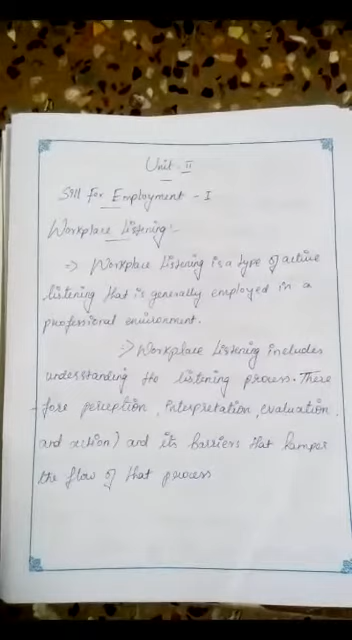 Unit - II
Skill For Employment - I
Workplace Listening:-
=> Workplace Listening is a type of active
listening that is generally employed in a
professional environment.
=> Workplace Listening includes
understanding the listening process. There
- fore perception, interpretation, evaluation,
and action) and its barriers that hamper
the flow of that process